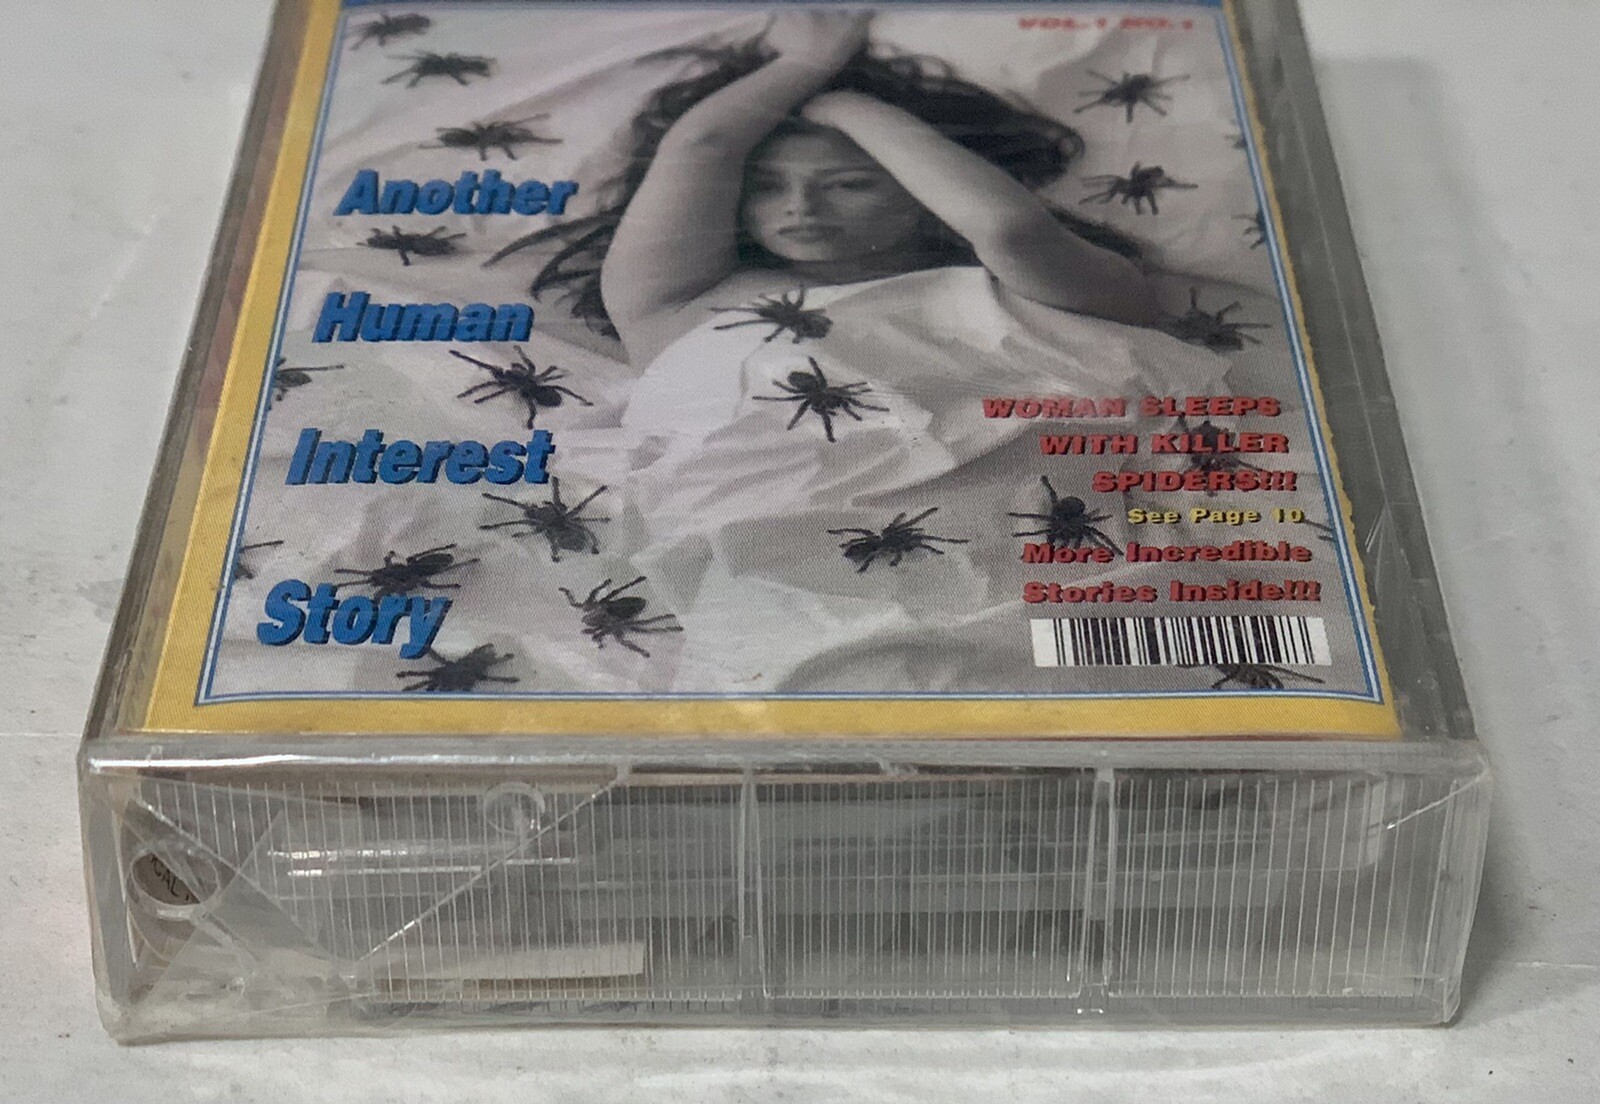 VOL. 1 NO. 1
Another
Human
Interest
Story
WOMAN SLEEPS
WITH KILLER
SPIDERS!!!
See Page 10
More Incredible
Stories Inside!!!